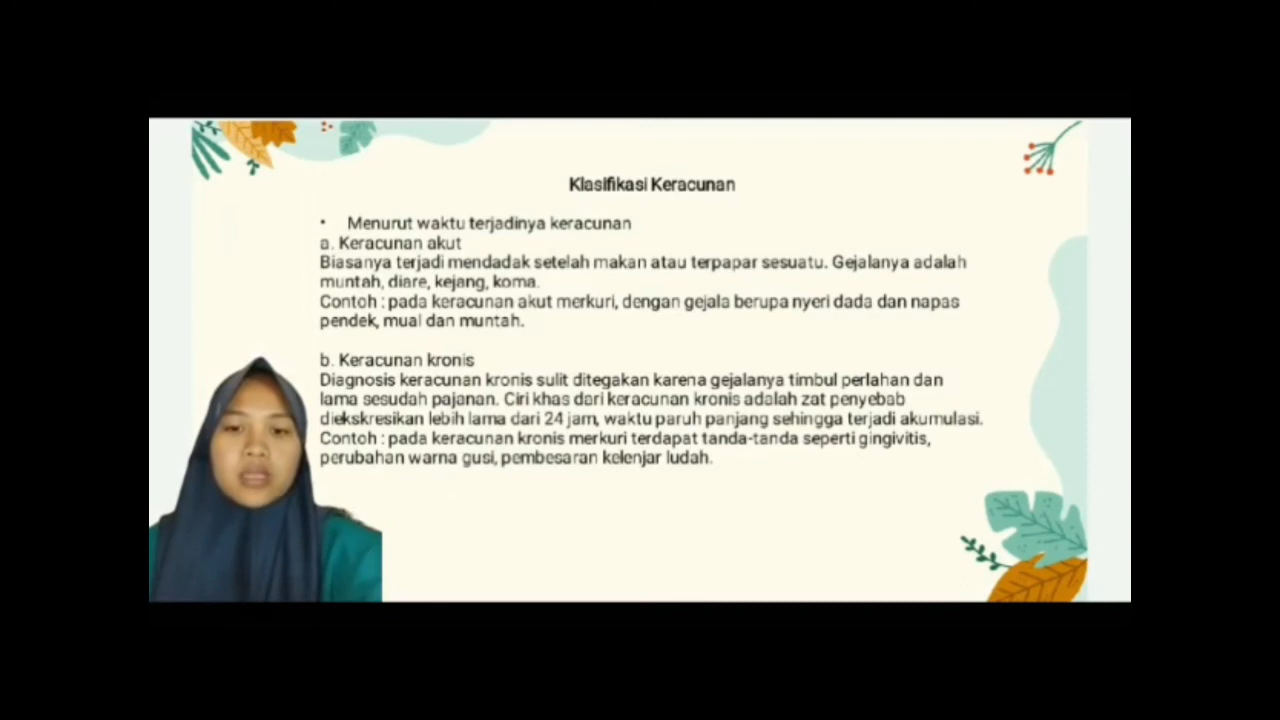 Klasifikasi Keracunan
• Menurut waktu terjadinya keracunan
a. Keracunan akut
Biasanya terjadi mendadak setelah makan atau terpapar sesuatu. Gejalanya adalah
muntah, diare, kejang, koma.
Contoh : pada keracunan akut merkuri, dengan gejala berupa nyeri dada dan napas
pendek, mual dan muntah.
b. Keracunan kronis
Diagnosis keracunan kronis sulit ditegakan karena gejalanya timbul perlahan dan
lama sesudah pajanan. Ciri khas dari keracunan kronis adalah zat penyebab
diekskresikan lebih lama dari 24 jam, waktu paruh panjang sehingga terjadi akumulasi.
Contoh : pada keracunan kronis merkuri terdapat tanda-tanda seperti gingivitis,
perubahan warna gusi, pembesaran kelenjar ludah.